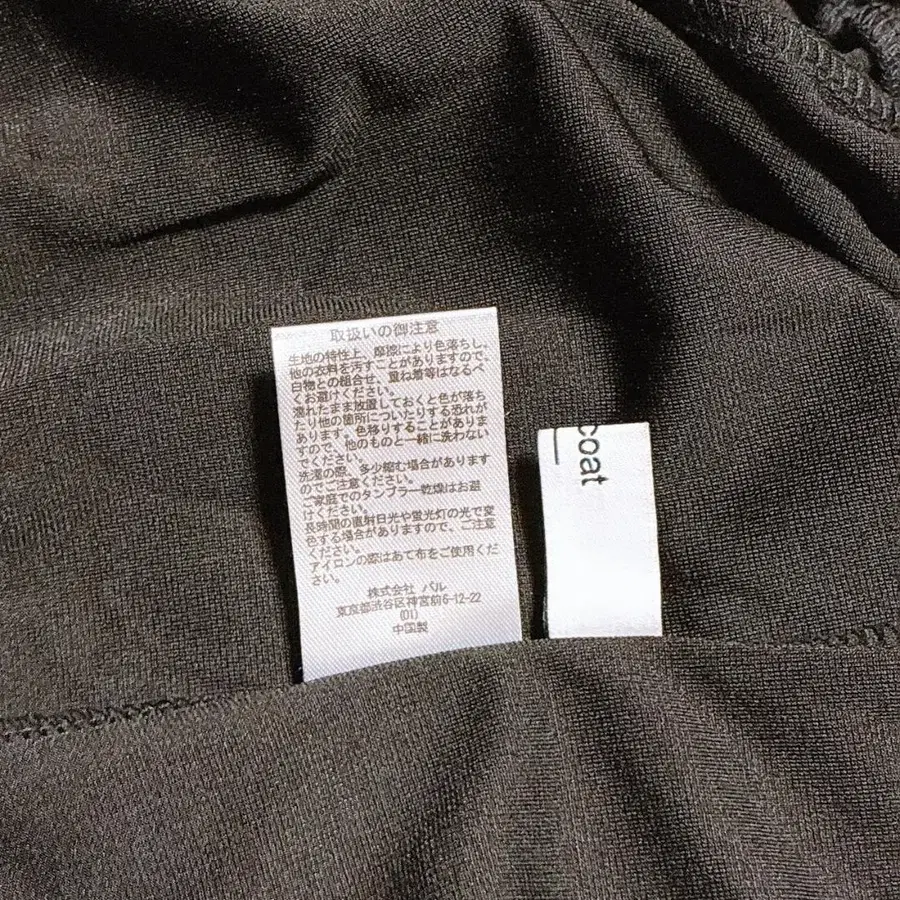 取扱いの御注意
生地の特性上、摩擦により色落ちし、
他の衣料を汚すことがありますので、
白物との組合せ、重ね着等はなるべ
くお避けください。
濡れたまま放置しておくと色が落ち
たり他の箇所についたりする恐れが
あります。色移りすることがありま
すので、他のものと一緒に洗わない
でください。
洗濯の際、多少縮む場合があります
のでご注意ください。
ご家庭でのタンブラー乾燥はお避
けください。
長時間の直射日光や蛍光灯の光で変
色する場合がありますので、ご注意
ください。
アイロンの際はあて布をご使用くだ
さい。
株式会社 パル
東京都渋谷区神宮前6-12-22
(01)
中国製
coat